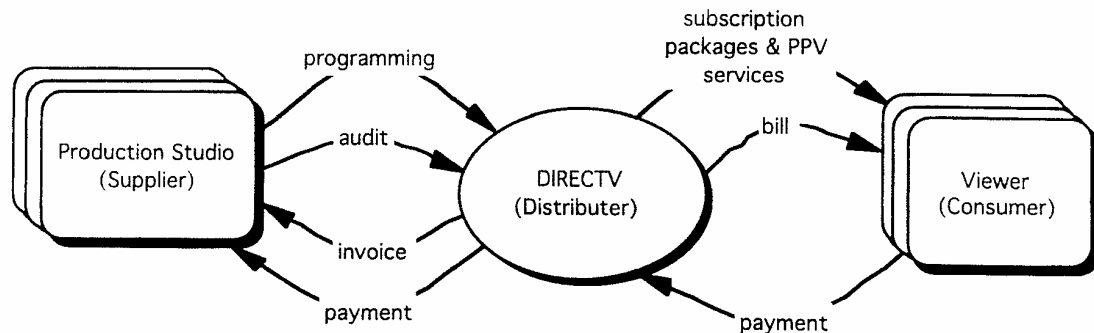 subscription
packages & PPV
services
programming
bill
audit
Production Studio
(Supplier)
DIRECTV
(Distributer)
Viewer
(Consumer)
invoice
payment
payment